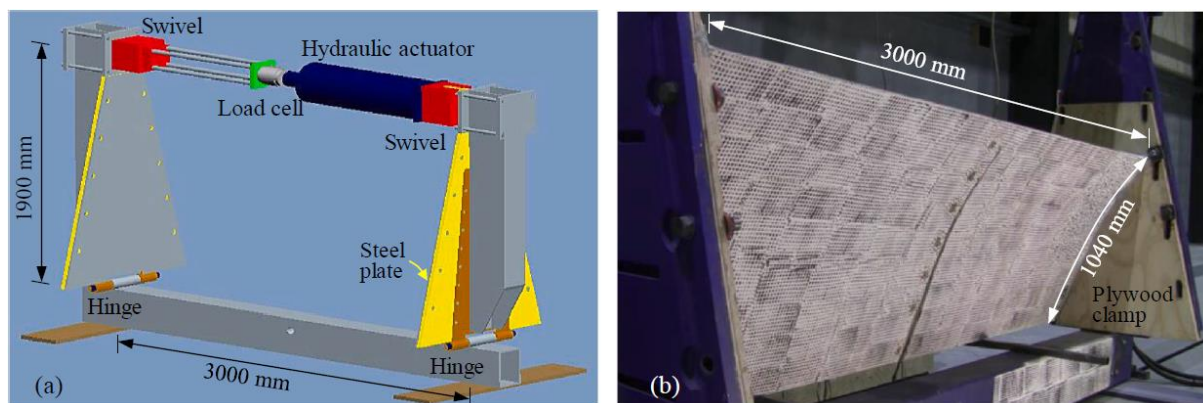 Swivel
Hydraulic actuator
Load cell
Swivel
1900 mm
Steel
plate
Hinge
Hinge
3000 mm
(a)
3000 mm
1040 mm
Plywood
clamp
(b)